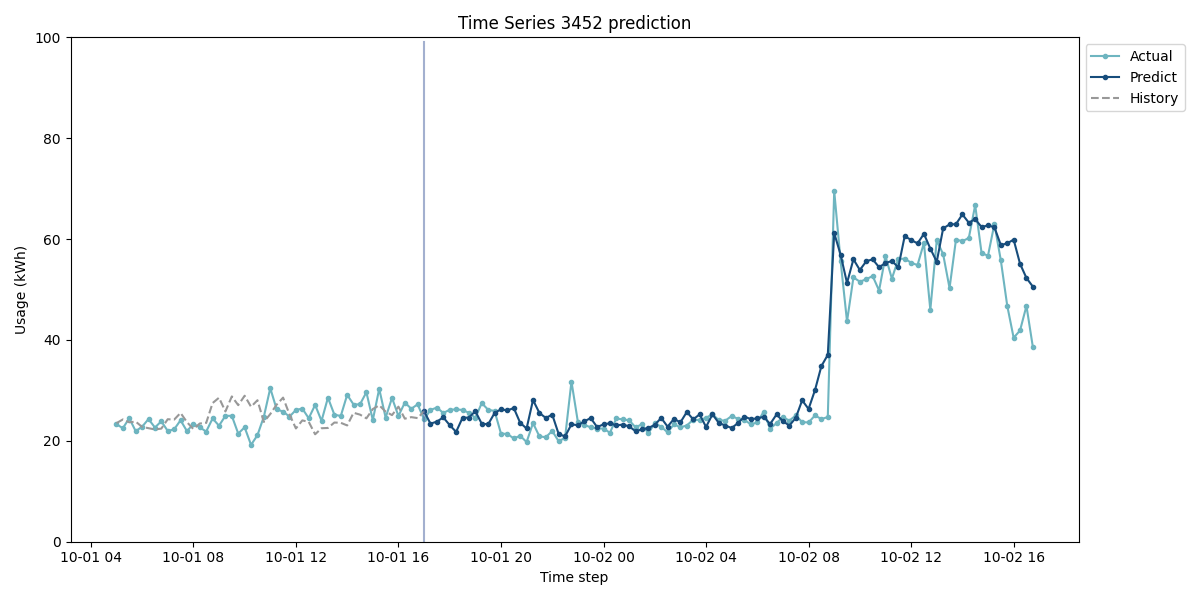 Time Series 3452 prediction
100
80
60
40
20
0
Usage (kWh)
10-01 04
10-01 08
10-01 12
10-01 16
10-01 20
10-02 00
10-02 04
10-02 08
10-02 12
10-02 16
Time step
Actual
Predict
History